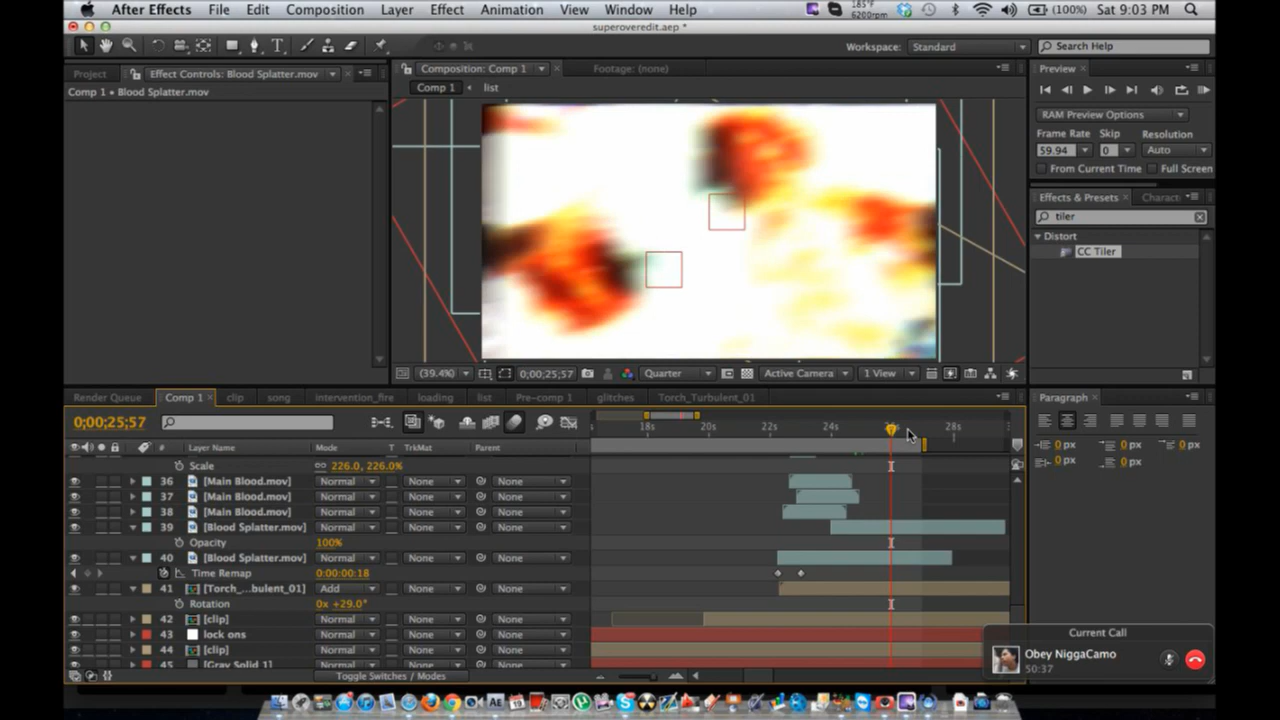 After Effects File Edit Composition Layer Effect Animation View Window Help 185°F 6200rpm (100%) Sat 9:03 PM
superoveredit.aep *
Workspace: Standard Search Help
Project Effect Controls: Blood Splatter.mov Composition: Comp 1 Footage: (none) Preview
Comp 1 • Blood Splatter.mov Comp 1 list
RAM Preview Options
Frame Rate Skip Resolution
59.94 0 Auto
From Current Time Full Screen
Effects & Presets Charact
tiler
Distort
CC Tiler
(39.4%) 0;00;25;57 Quarter Active Camera 1 View
Render Queue Comp 1 clip song intervention_fire loading list Pre-comp 1 glitches Torch_Turbulent_01 Paragraph
0;00;25;57
18s 20s 22s 24s 28s
# Layer Name Mode T TrkMat Parent
0 px 0 px 0 px
0 px 0 px
Scale 226.0, 226.0%
36 [Main Blood.mov] Normal None None
37 [Main Blood.mov] Normal None None
38 [Main Blood.mov] Normal None None
39 [Blood Splatter.mov] Normal None None
Opacity 100%
40 [Blood Splatter.mov] Normal None None
Time Remap 0:00:00:18
41 [Torch_...bulent_01] Add None None
Rotation 0x +29.0°
42 [clip] Normal None None
43 lock ons Normal None None
44 [clip] Normal None None
45 [Gray Solid 1] Normal None None
Toggle Switches / Modes
Current Call
Obey NiggaCamo
50:37